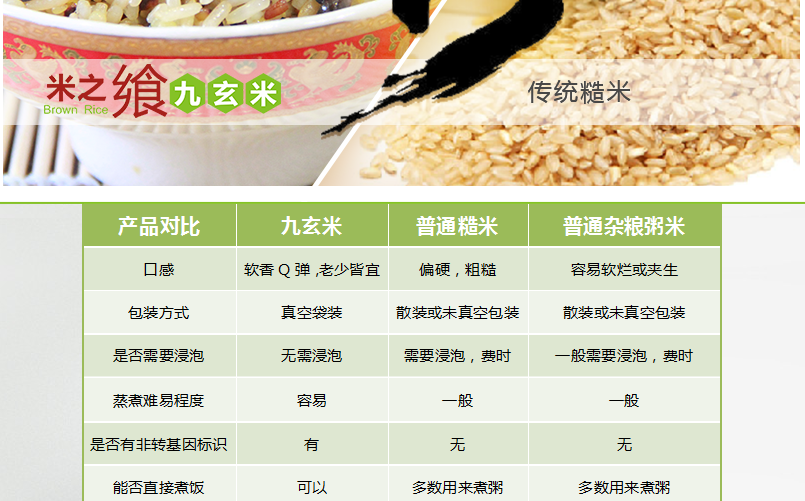 米之飨九玄米
Brown Rice
传统糙米
产品对比 九玄米 普通糙米 普通杂粮粥米
口感 软香Q弹,老少皆宜 偏硬，粗糙 容易软烂或夹生
包装方式 真空袋装 散装或未真空包装 散装或未真空包装
是否需要浸泡 无需浸泡 需要浸泡，费时 一般需要浸泡，费时
蒸煮难易程度 容易 一般 一般
是否有非转基因标识 有 无 无
能否直接煮饭 可以 多数用来煮粥 多数用来煮粥